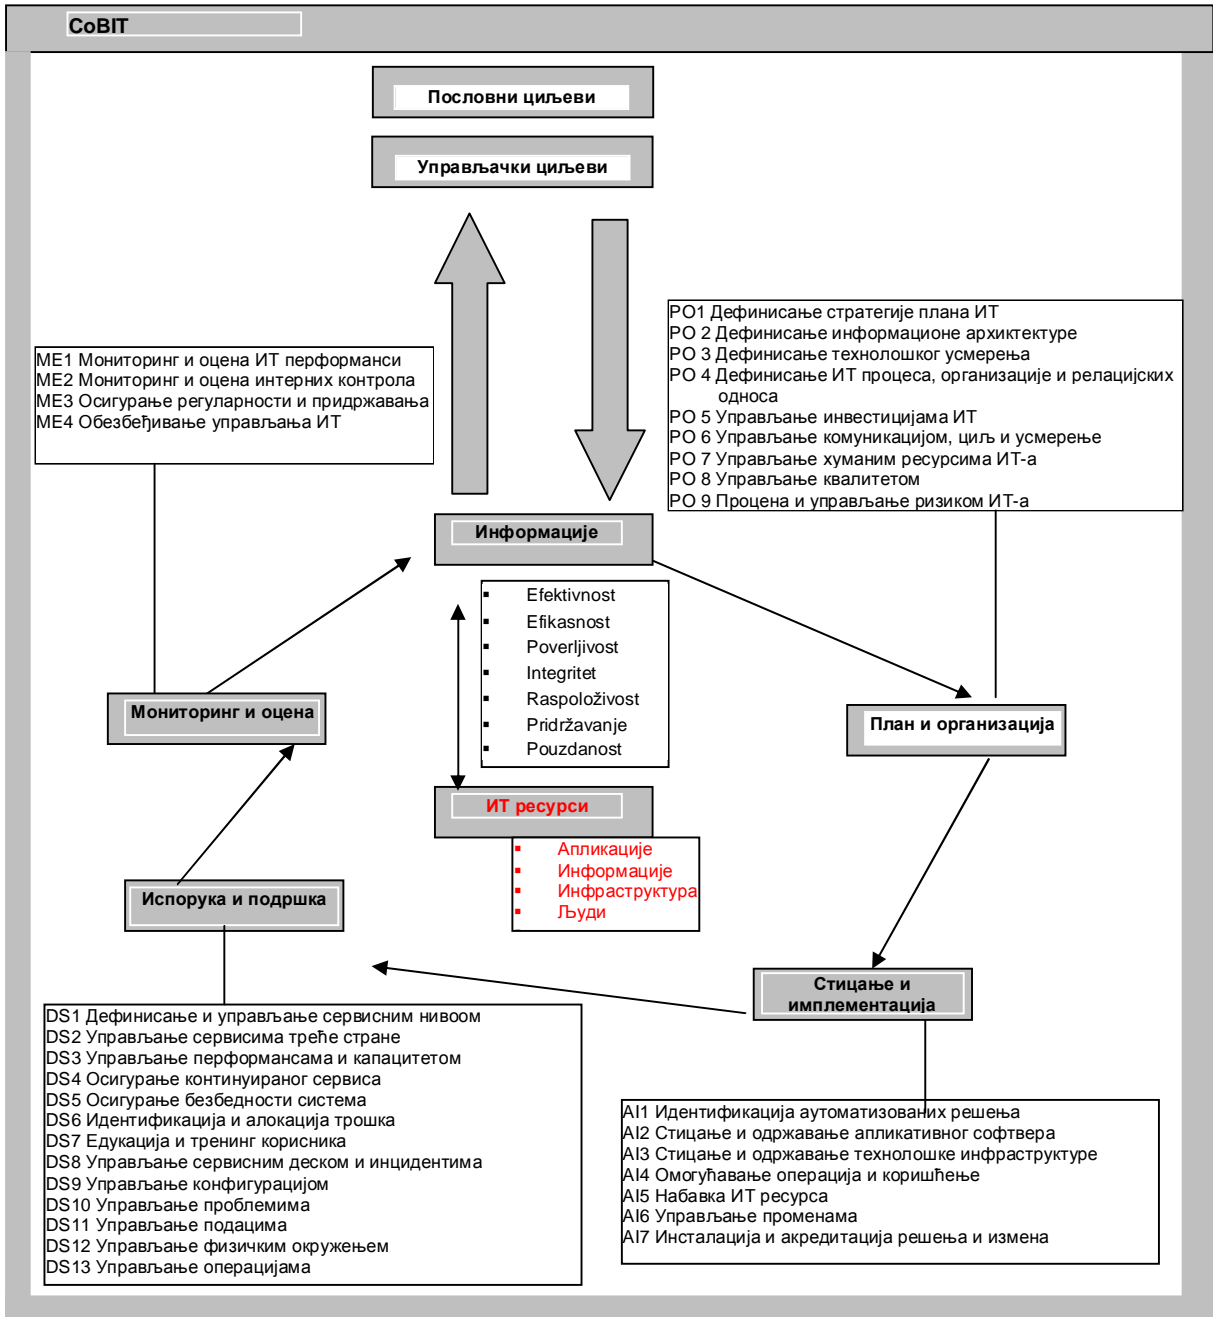 CoBIT
Пословни циљеви
Управљачки циљеви
PO1 Дефинисање стратегије плана ИТ
PO 2 Дефинисање информационе архиктектуре
PO 3 Дефинисање технолошког усмерења
PO 4 Дефинисање ИТ процеса, организације и релацијских
односа
PO 5 Управљање инвестицијама ИТ
PO 6 Управљање комуникацијом, циљ и усмерење
PO 7 Управљање хуманим ресурсима ИТ-а
PO 8 Управљање квалитетом
PO 9 Процена и управљање ризиком ИТ-а
ME1 Мониторинг и оцена ИТ перформанси
ME2 Мониторинг и оцена интерних контрола
ME3 Осигурање регуларности и придржавања
ME4 Обезбеђивање управљања ИТ
Информације
▪ Efektivnost
▪ Efikasnost
▪ Poverljivost
▪ Integritet
▪ Raspoloživost
▪ Pridržavanje
▪ Pouzdanost
Мониторинг и оцена
План и организација
ИТ ресурси
▪ Апликације
▪ Информације
▪ Инфраструктура
▪ Људи
Испорука и подршка
Стицање и
имплементација
DS1 Дефинисање и управљање сервисним нивоом
DS2 Управљање сервисима треће стране
DS3 Управљање перформансама и капацитетом
DS4 Осигурање континуираног сервиса
DS5 Осигурање безбедности система
DS6 Идентификација и алокација трошка
DS7 Едукација и тренинг корисника
DS8 Управљање сервисним деском и инцидентима
DS9 Управљање конфигурацијом
DS10 Управљање проблемима
DS11 Управљање подацима
DS12 Управљање физичким окружењем
DS13 Управљање операцијама
AI1 Идентификација аутоматизованих решења
AI2 Стицање и одржавање апликативног софтвера
AI3 Стицање и одржавање технолошке инфраструктуре
AI4 Омогућавање операција и коришћење
AI5 Набавка ИТ ресурса
AI6 Управљање променама
AI7 Инсталација и акредитација решења и измена